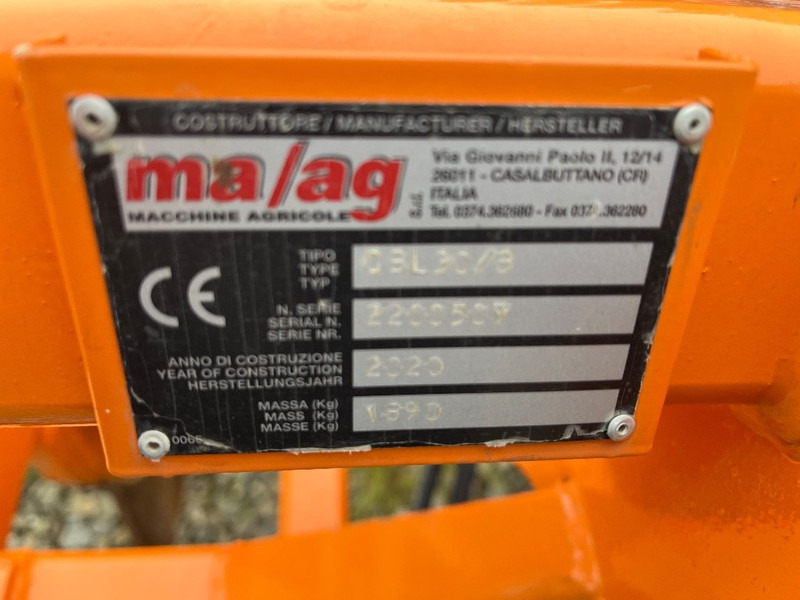 COSTRUTTORE / MANUFACTURER / HERSTELLER
ma/ag s.r.l.
MACCHINE AGRICOLE
Via Giovanni Paolo II, 12/14
26011 - CASALBUTTANO (CR)
ITALIA
Tel. 0374.362680 - Fax 0374.362280
CE
TIPO
TYPE
TYP
N. SERIE
SERIAL N.
SERIE NR.
2200509
ANNO DI COSTRUZIONE
YEAR OF CONSTRUCTION
HERSTELLUNGSJAHR
2020
MASSA (Kg)
MASS (Kg)
MASSE (Kg)
1890